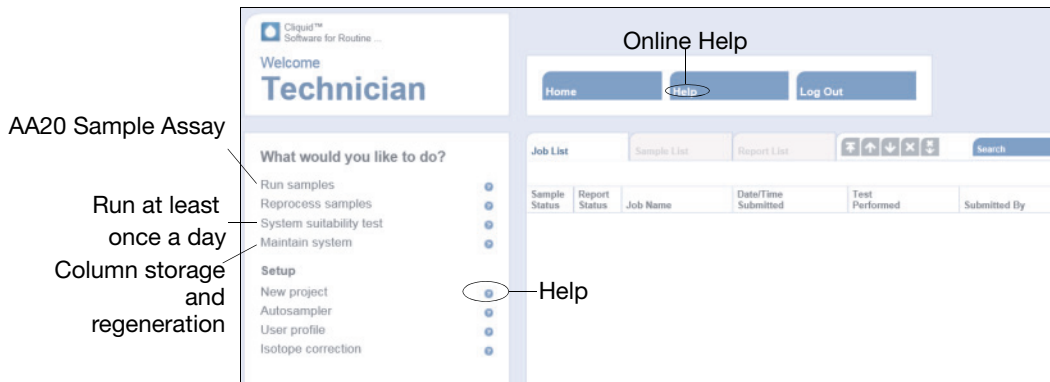 Cliquid™
Software for Routine ...
Welcome
Technician
Online Help
Home
Help
Log Out
AA20 Sample Assay
Run at least
once a day
Column storage
and
regeneration
What would you like to do?
Run samples
Reprocess samples
System suitability test
Maintain system
Setup
New project
Autosampler
User profile
Isotope correction
Help
Job List
Sample List
Report List
Search
Sample
Status
Report
Status
Job Name
Date/Time
Submitted
Test
Performed
Submitted By